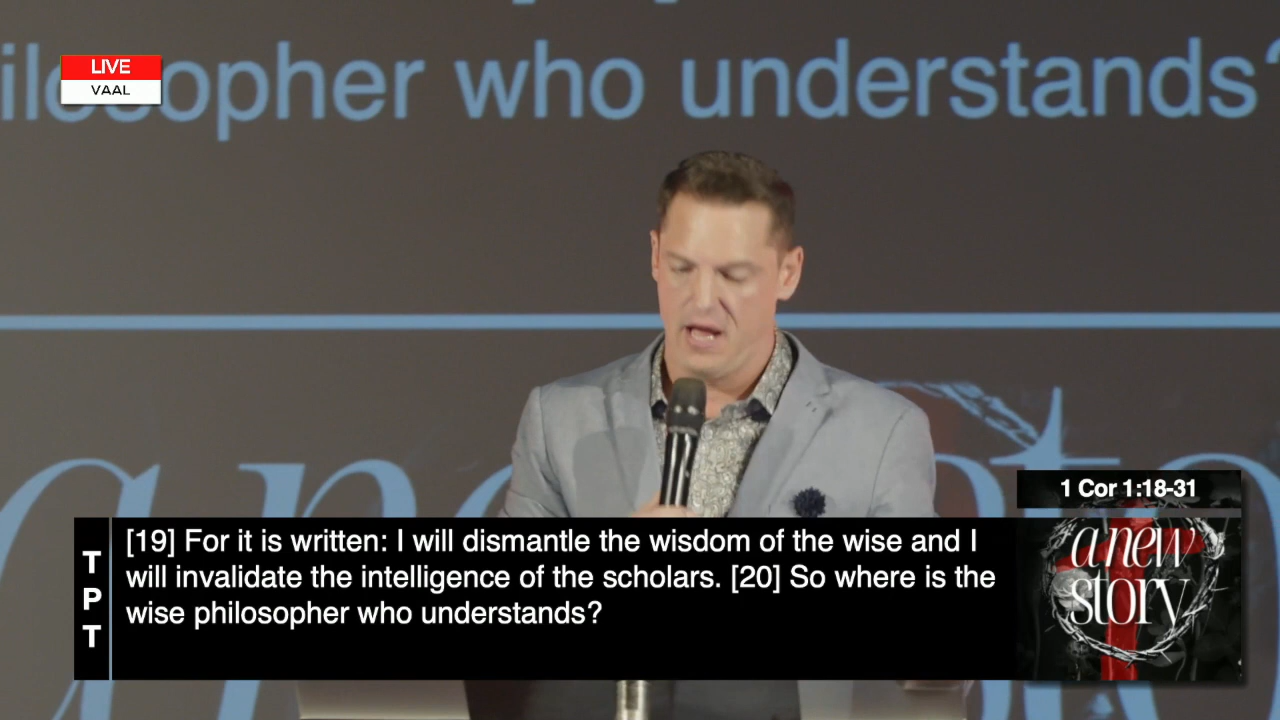 ilosopher who understands?
LIVE
VAAL
1 Cor 1:18-31
TPT
[19] For it is written: I will dismantle the wisdom of the wise and I
will invalidate the intelligence of the scholars. [20] So where is the
wise philosopher who understands?
a new
story